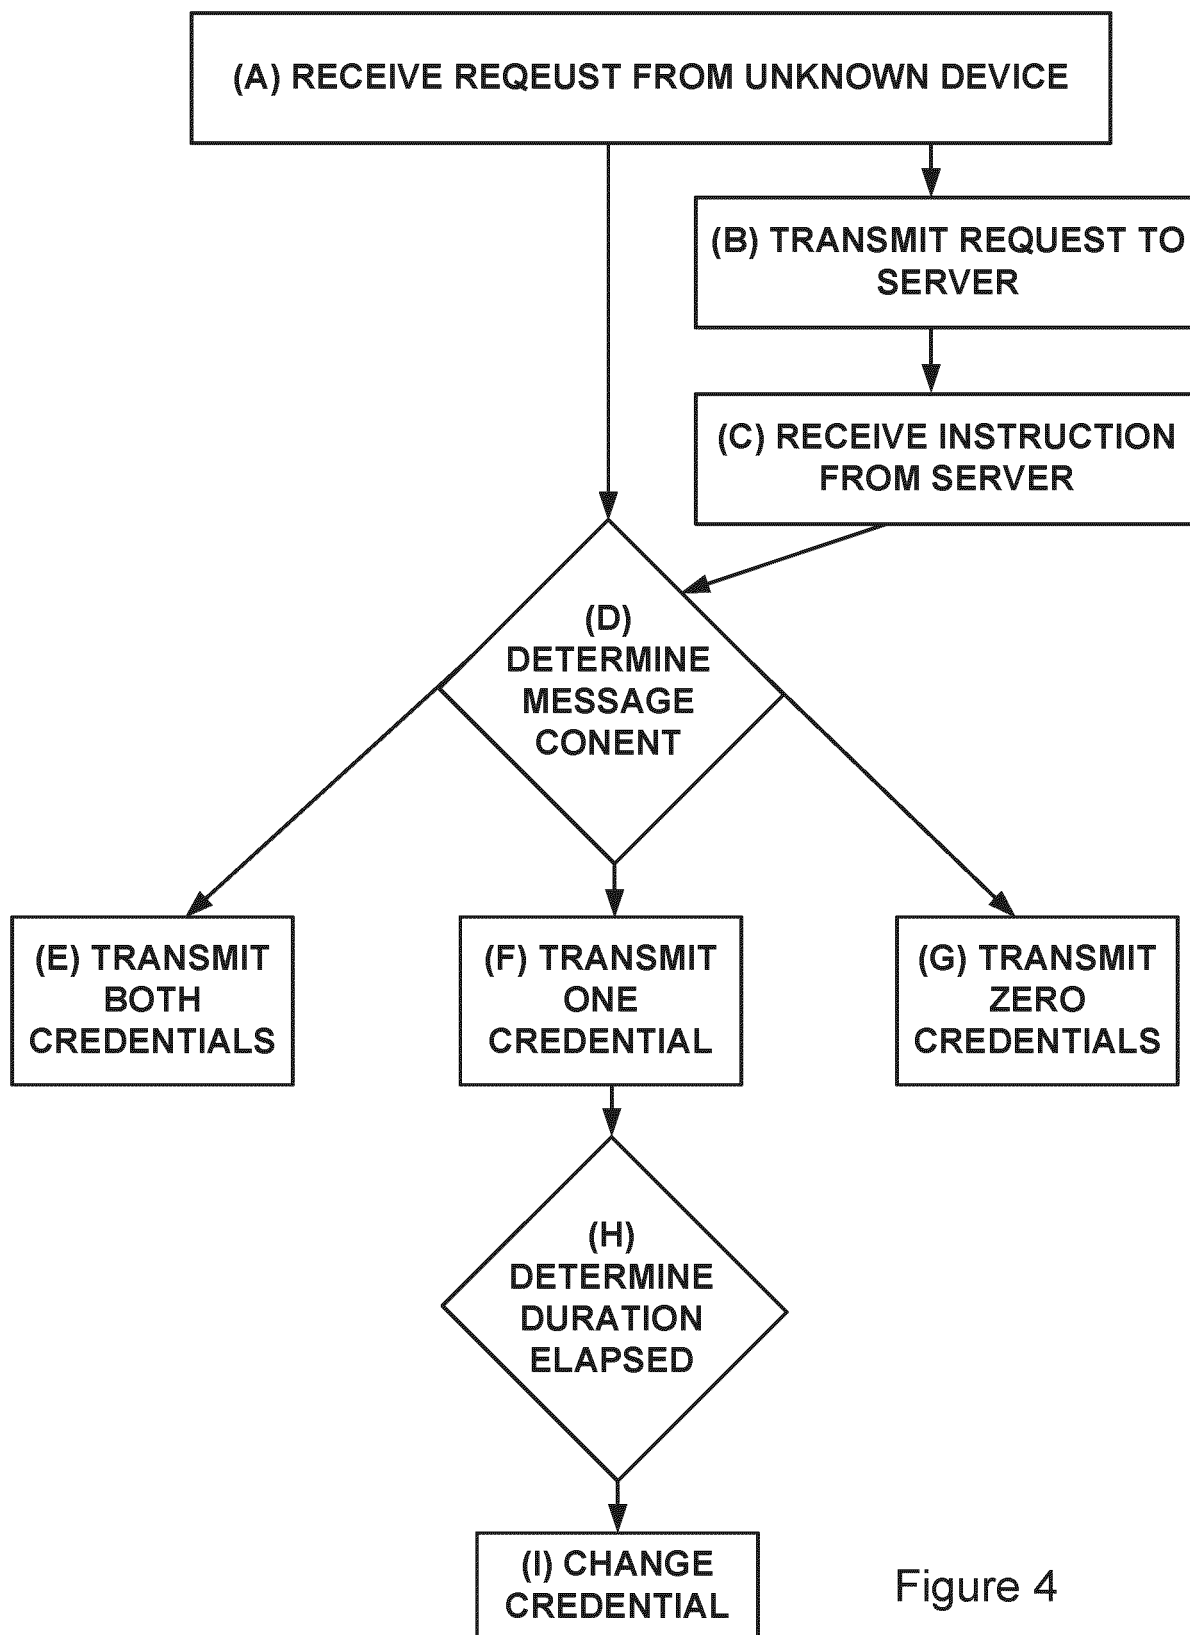 (A) RECEIVE REQEUST FROM UNKNOWN DEVICE
(B) TRANSMIT REQUEST TO
SERVER
(C) RECEIVE INSTRUCTION
FROM SERVER
(D)
DETERMINE
MESSAGE
CONENT
(E) TRANSMIT
BOTH
CREDENTIALS
(F) TRANSMIT
ONE
CREDENTIAL
(G) TRANSMIT
ZERO
CREDENTIALS
(H)
DETERMINE
DURATION
ELAPSED
(I) CHANGE
CREDENTIAL
Figure 4